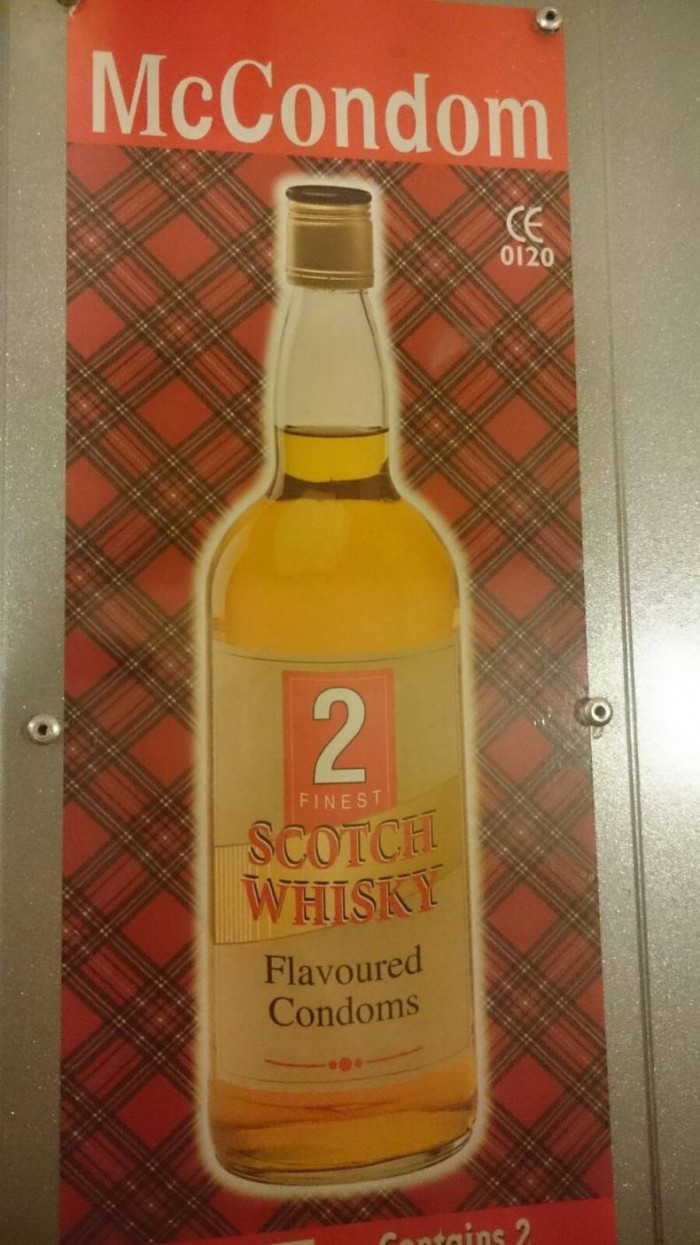 McCondom
CE
0120
2
FINEST
SCOTCH
WHISKY
Flavoured
Condoms
Contains 2